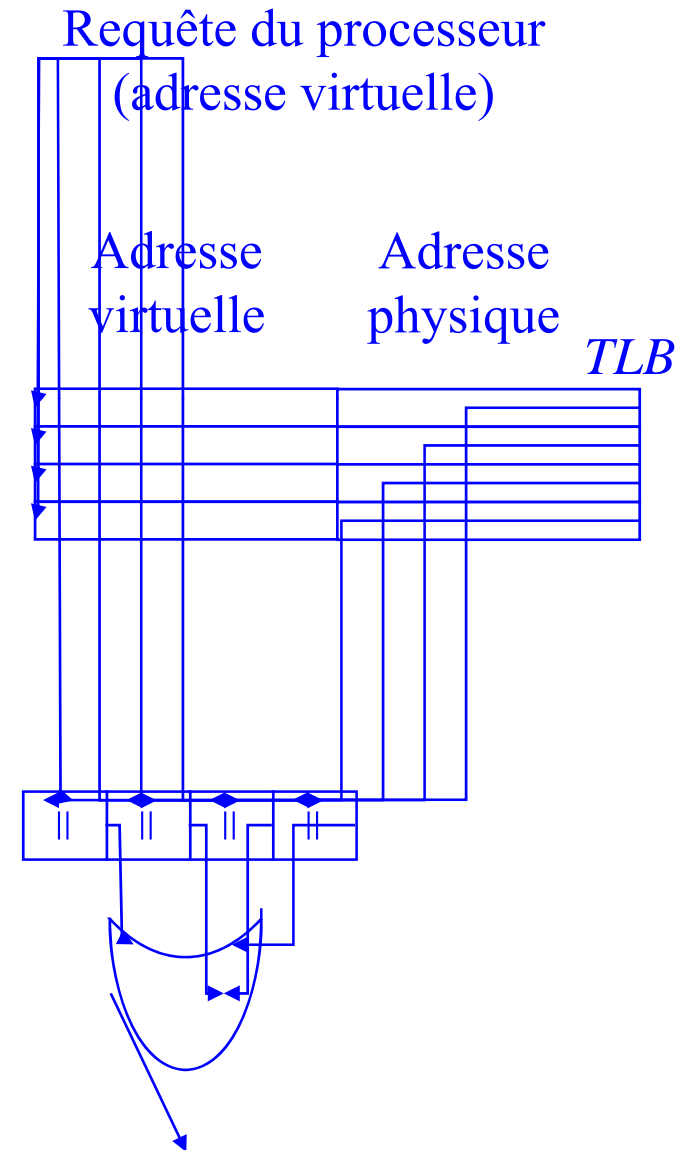 Requête du processeur
(adresse virtuelle)
Adresse
virtuelle
Adresse
physique
TLB
||
||
||
||